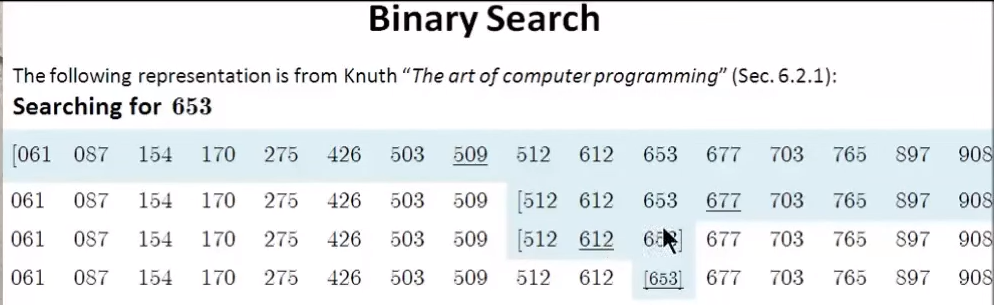 Binary Search
The following representation is from Knuth “The art of computer programming” (Sec. 6.2.1):
Searching for 653
[061 087 154 170 275 426 503 509 512 612 653 677 703 765 897 908
061 087 154 170 275 426 503 509 [512 612 653 677 703 765 897 908
061 087 154 170 275 426 503 509 [512 612 653] 677 703 765 897 908
061 087 154 170 275 426 503 509 512 612 [653] 677 703 765 897 908